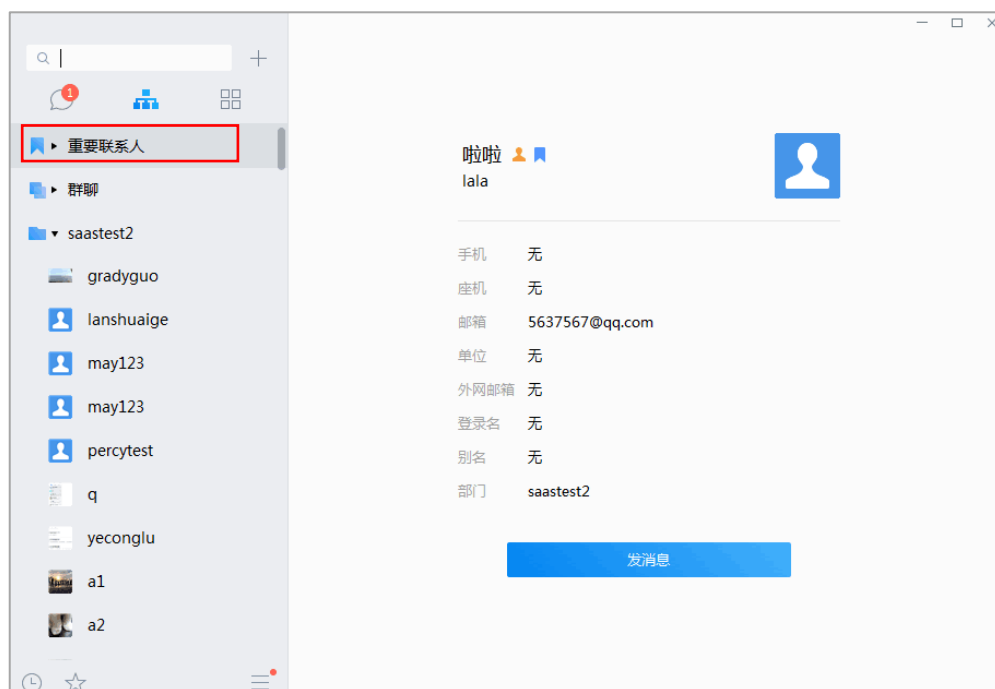 1
重要联系人
群聊
saastest2
gradyguo
lanshuaige
may123
may123
percytest
q
yeconglu
a1
a2
啦啦
lala
手机 无
座机 无
邮箱 5637567@qq.com
单位 无
外网邮箱 无
登录名 无
别名 无
部门 saastest2
发消息